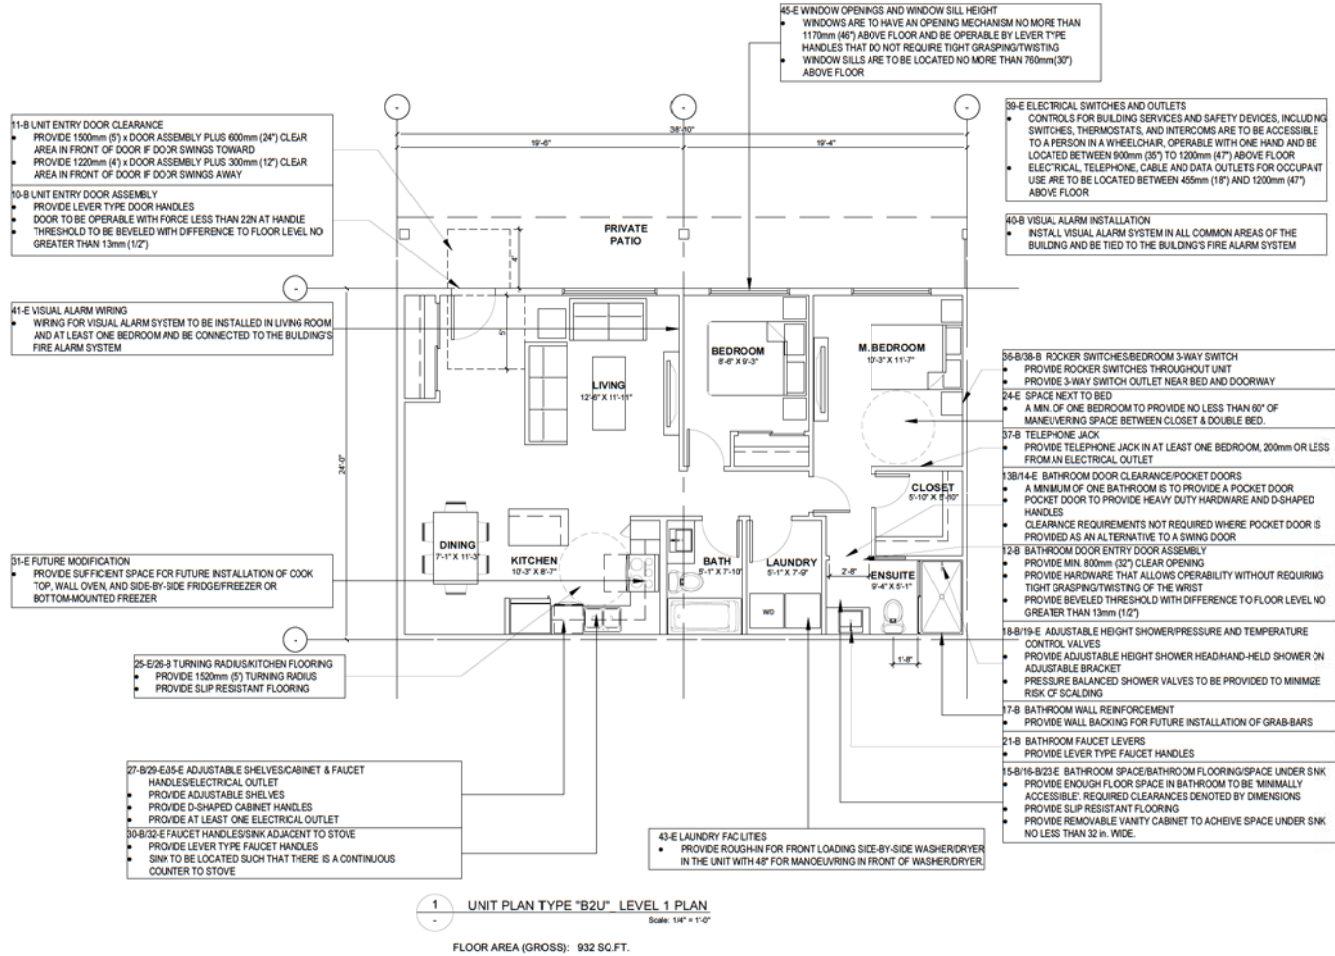 45-E WINDOW OPENINGS AND WINDOW SILL HEIGHT
• WINDOWS ARE TO HAVE AN OPENING MECHANISM NO MORE THAN
1170mm (46") ABOVE FLOOR AND BE OPERABLE BY LEVER TYPE
HANDLES THAT DO NOT REQUIRE TIGHT GRASPING/TWISTING
• WINDOW SILLS ARE TO BE LOCATED NO MORE THAN 760mm(30")
ABOVE FLOOR
11-B UNIT ENTRY DOOR CLEARANCE
• PROVIDE 1500mm (5') x DOOR ASSEMBLY PLUS 600mm (24") CLEAR
AREA IN FRONT OF DOOR IF DOOR SWINGS TOWARD
• PROVIDE 1220mm (4') x DOOR ASSEMBLY PLUS 300mm (12") CLEAR
AREA IN FRONT OF DOOR IF DOOR SWINGS AWAY
10-B UNIT ENTRY DOOR ASSEMBLY
• PROVIDE LEVER TYPE DOOR HANDLES
• DOOR TO BE OPERABLE WITH FORCE LESS THAN 22N AT HANDLE
• THRESHOLD TO BE BEVELED WITH DIFFERENCE TO FLOOR LEVEL NO
GREATER THAN 13mm (1/2")
41-E VISUAL ALARM WIRING
• WIRING FOR VISUAL ALARM SYSTEM TO BE INSTALLED IN LIVING ROOM
AND AT LEAST ONE BEDROOM AND BE CONNECTED TO THE BUILDING'S
FIRE ALARM SYSTEM
31-E FUTURE MODIFICATION
• PROVIDE SUFFICIENT SPACE FOR FUTURE INSTALLATION OF COOK
TOP, WALL OVEN, AND SIDE-BY-SIDE FRIDGE/FREEZER OR
BOTTOM-MOUNTED FREEZER
25-E/26-B TURNING RADIUS/KITCHEN FLOORING
• PROVIDE 1520mm (5') TURNING RADIUS
• PROVIDE SLIP RESISTANT FLOORING
27-B/29-E/35-E ADJUSTABLE SHELVES/CABINET & FAUCET
HANDLES/ELECTRICAL OUTLET
• PROVIDE ADJUSTABLE SHELVES
• PROVIDE D-SHAPED CABINET HANDLES
• PROVIDE AT LEAST ONE ELECTRICAL OUTLET
30-B/32-E FAUCET HANDLES/SINK ADJACENT TO STOVE
• PROVIDE LEVER TYPE FAUCET HANDLES
• SINK TO BE LOCATED SUCH THAT THERE IS A CONTINUOUS
COUNTER TO STOVE
38'-10"
19'-6"
19'-4"
PRIVATE
PATIO
4'
5'
24'-0"
LIVING
12'-6" X 11'-11"
BEDROOM
8'-6" X 9'-3"
M.BEDROOM
10'-3" X 11'-7"
CLOSET
5'-10" X 5'-10"
DINING
7'-1" X 11'-3"
KITCHEN
10'-3" X 8'-7"
BATH
5'-1" X 7'-10"
LAUNDRY
5'-1" X 7'-9"
WD
2'-8"
ENSUITE
9'-4" X 5'-1"
1'-8"
39-E ELECTRICAL SWITCHES AND OUTLETS
• CONTROLS FOR BUILDING SERVICES AND SAFETY DEVICES, INCLUDING
SWITCHES, THERMOSTATS, AND INTERCOMS ARE TO BE ACCESSIBLE
TO A PERSON IN A WHEELCHAIR, OPERABLE WITH ONE HAND AND BE
LOCATED BETWEEN 900mm (35") TO 1200mm (47") ABOVE FLOOR
• ELECTRICAL, TELEPHONE, CABLE AND DATA OUTLETS FOR OCCUPANT
USE ARE TO BE LOCATED BETWEEN 455mm (18") AND 1200mm (47")
ABOVE FLOOR
40-B VISUAL ALARM INSTALLATION
• INSTALL VISUAL ALARM SYSTEM IN ALL COMMON AREAS OF THE
BUILDING AND BE TIED TO THE BUILDING'S FIRE ALARM SYSTEM
36-B/38-B ROCKER SWITCHES/BEDROOM 3-WAY SWITCH
• PROVIDE ROCKER SWITCHES THROUGHOUT UNIT
• PROVIDE 3-WAY SWITCH OUTLET NEAR BED AND DOORWAY
24-E SPACE NEXT TO BED
• A MIN. OF ONE BEDROOM TO PROVIDE NO LESS THAN 60" OF
MANEUVERING SPACE BETWEEN CLOSET & DOUBLE BED.
37-B TELEPHONE JACK
• PROVIDE TELEPHONE JACK IN AT LEAST ONE BEDROOM, 200mm OR LESS
FROM AN ELECTRICAL OUTLET
13B/14-E BATHROOM DOOR CLEARANCE/POCKET DOORS
• A MINIMUM OF ONE BATHROOM IS TO PROVIDE A POCKET DOOR
• POCKET DOOR TO PROVIDE HEAVY DUTY HARDWARE AND D-SHAPED
HANDLES
• CLEARANCE REQUIREMENTS NOT REQUIRED WHERE POCKET DOOR IS
PROVIDED AS AN ALTERNATIVE TO A SWING DOOR
12-B BATHROOM DOOR ENTRY DOOR ASSEMBLY
• PROVIDE MIN. 800mm (32") CLEAR OPENING
• PROVIDE HARDWARE THAT ALLOWS OPERABILITY WITHOUT REQUIRING
TIGHT GRASPING/TWISTING OF THE WRIST
• PROVIDE BEVELED THRESHOLD WITH DIFFERENCE TO FLOOR LEVEL NO
GREATER THAN 13mm (1/2")
18-B/19-E ADJUSTABLE HEIGHT SHOWER/PRESSURE AND TEMPERATURE
CONTROL VALVES
• PROVIDE ADJUSTABLE HEIGHT SHOWER HEAD/HAND-HELD SHOWER ON
ADJUSTABLE BRACKET
• PRESSURE BALANCED SHOWER VALVES TO BE PROVIDED TO MINIMIZE
RISK OF SCALDING
17-B BATHROOM WALL REINFORCEMENT
• PROVIDE WALL BACKING FOR FUTURE INSTALLATION OF GRAB-BARS
21-B BATHROOM FAUCET LEVERS
• PROVIDE LEVER TYPE FAUCET HANDLES
15-B/16-B/23-E BATHROOM SPACE/BATHROOM FLOORING/SPACE UNDER SINK
• PROVIDE ENOUGH FLOOR SPACE IN BATHROOM TO BE 'MINIMALLY
ACCESSIBLE'. REQUIRED CLEARANCES DENOTED BY DIMENSIONS
• PROVIDE SLIP RESISTANT FLOORING
• PROVIDE REMOVABLE VANITY CABINET TO ACHEIVE SPACE UNDER SINK
NO LESS THAN 32 in. WIDE.
43-E LAUNDRY FACILITIES
• PROVIDE ROUGH-IN FOR FRONT LOADING SIDE-BY-SIDE WASHER/DRYER
IN THE UNIT WITH 48" FOR MANOEUVRING IN FRONT OF WASHER/DRYER.
1 UNIT PLAN TYPE "B2U" LEVEL 1 PLAN
- Scale: 1/4" = 1'-0"
FLOOR AREA (GROSS): 932 SQ.FT.